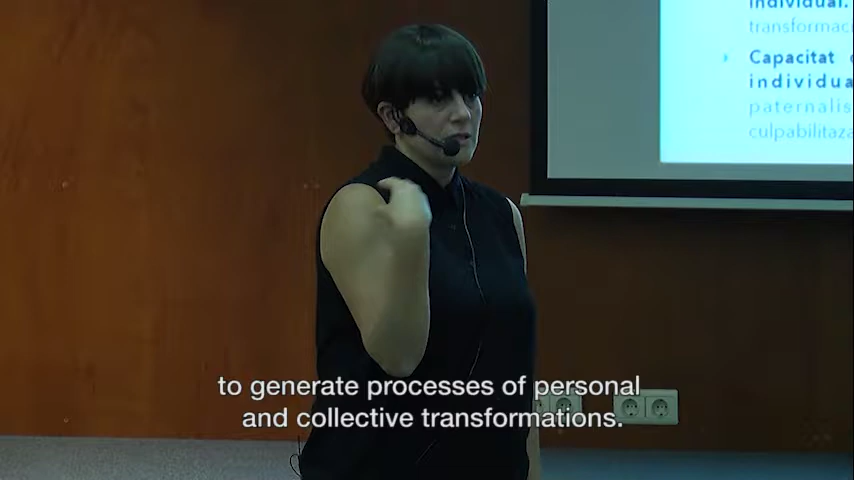 individual.
transformac
Capacitat
individua
paternalis
culpabilitza
to generate processes of personal
and collective transformations.